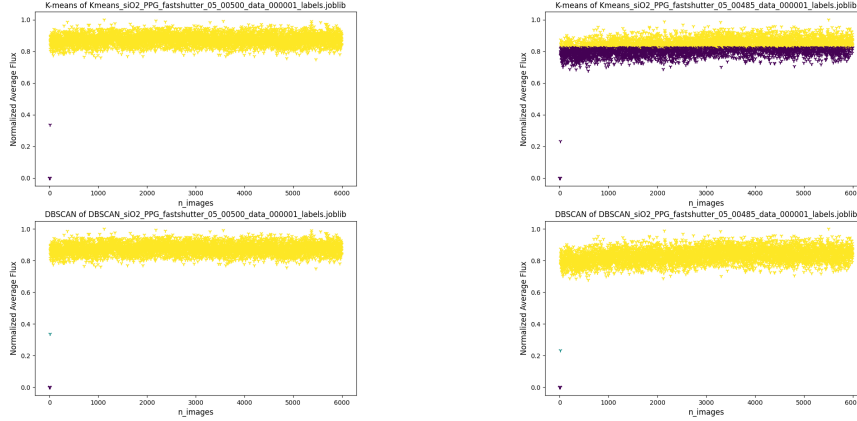 K-means of Kmeans_siO2_PPG_fastshutter_05_00500_data_000001_labels.joblib
Normalized Average Flux
1.0
0.8
0.6
0.4
0.2
0.0
0 1000 2000 3000 4000 5000 6000
n_images
K-means of Kmeans_siO2_PPG_fastshutter_05_00485_data_000001_labels.joblib
Normalized Average Flux
1.0
0.8
0.6
0.4
0.2
0.0
0 1000 2000 3000 4000 5000 6000
n_images
DBSCAN of DBSCAN_siO2_PPG_fastshutter_05_00500_data_000001_labels.joblib
Normalized Average Flux
1.0
0.8
0.6
0.4
0.2
0.0
0 1000 2000 3000 4000 5000 6000
n_images
DBSCAN of DBSCAN_siO2_PPG_fastshutter_05_00485_data_000001_labels.joblib
Normalized Average Flux
1.0
0.8
0.6
0.4
0.2
0.0
0 1000 2000 3000 4000 5000 6000
n_images